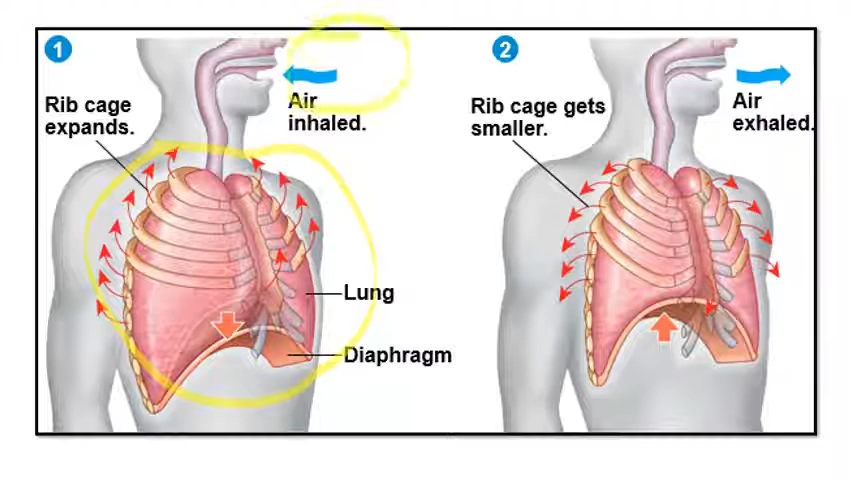 1
Rib cage
expands.
Air
inhaled.
Lung
Diaphragm
2
Rib cage gets
smaller.
Air
exhaled.